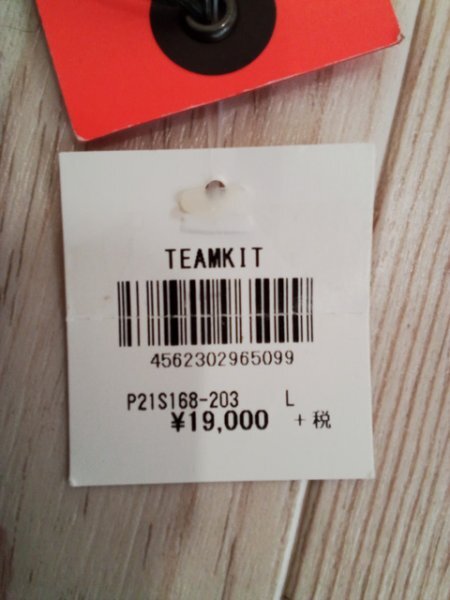 TEAMKIT
4562302965099
P21S168-203 L
¥19,000 +税